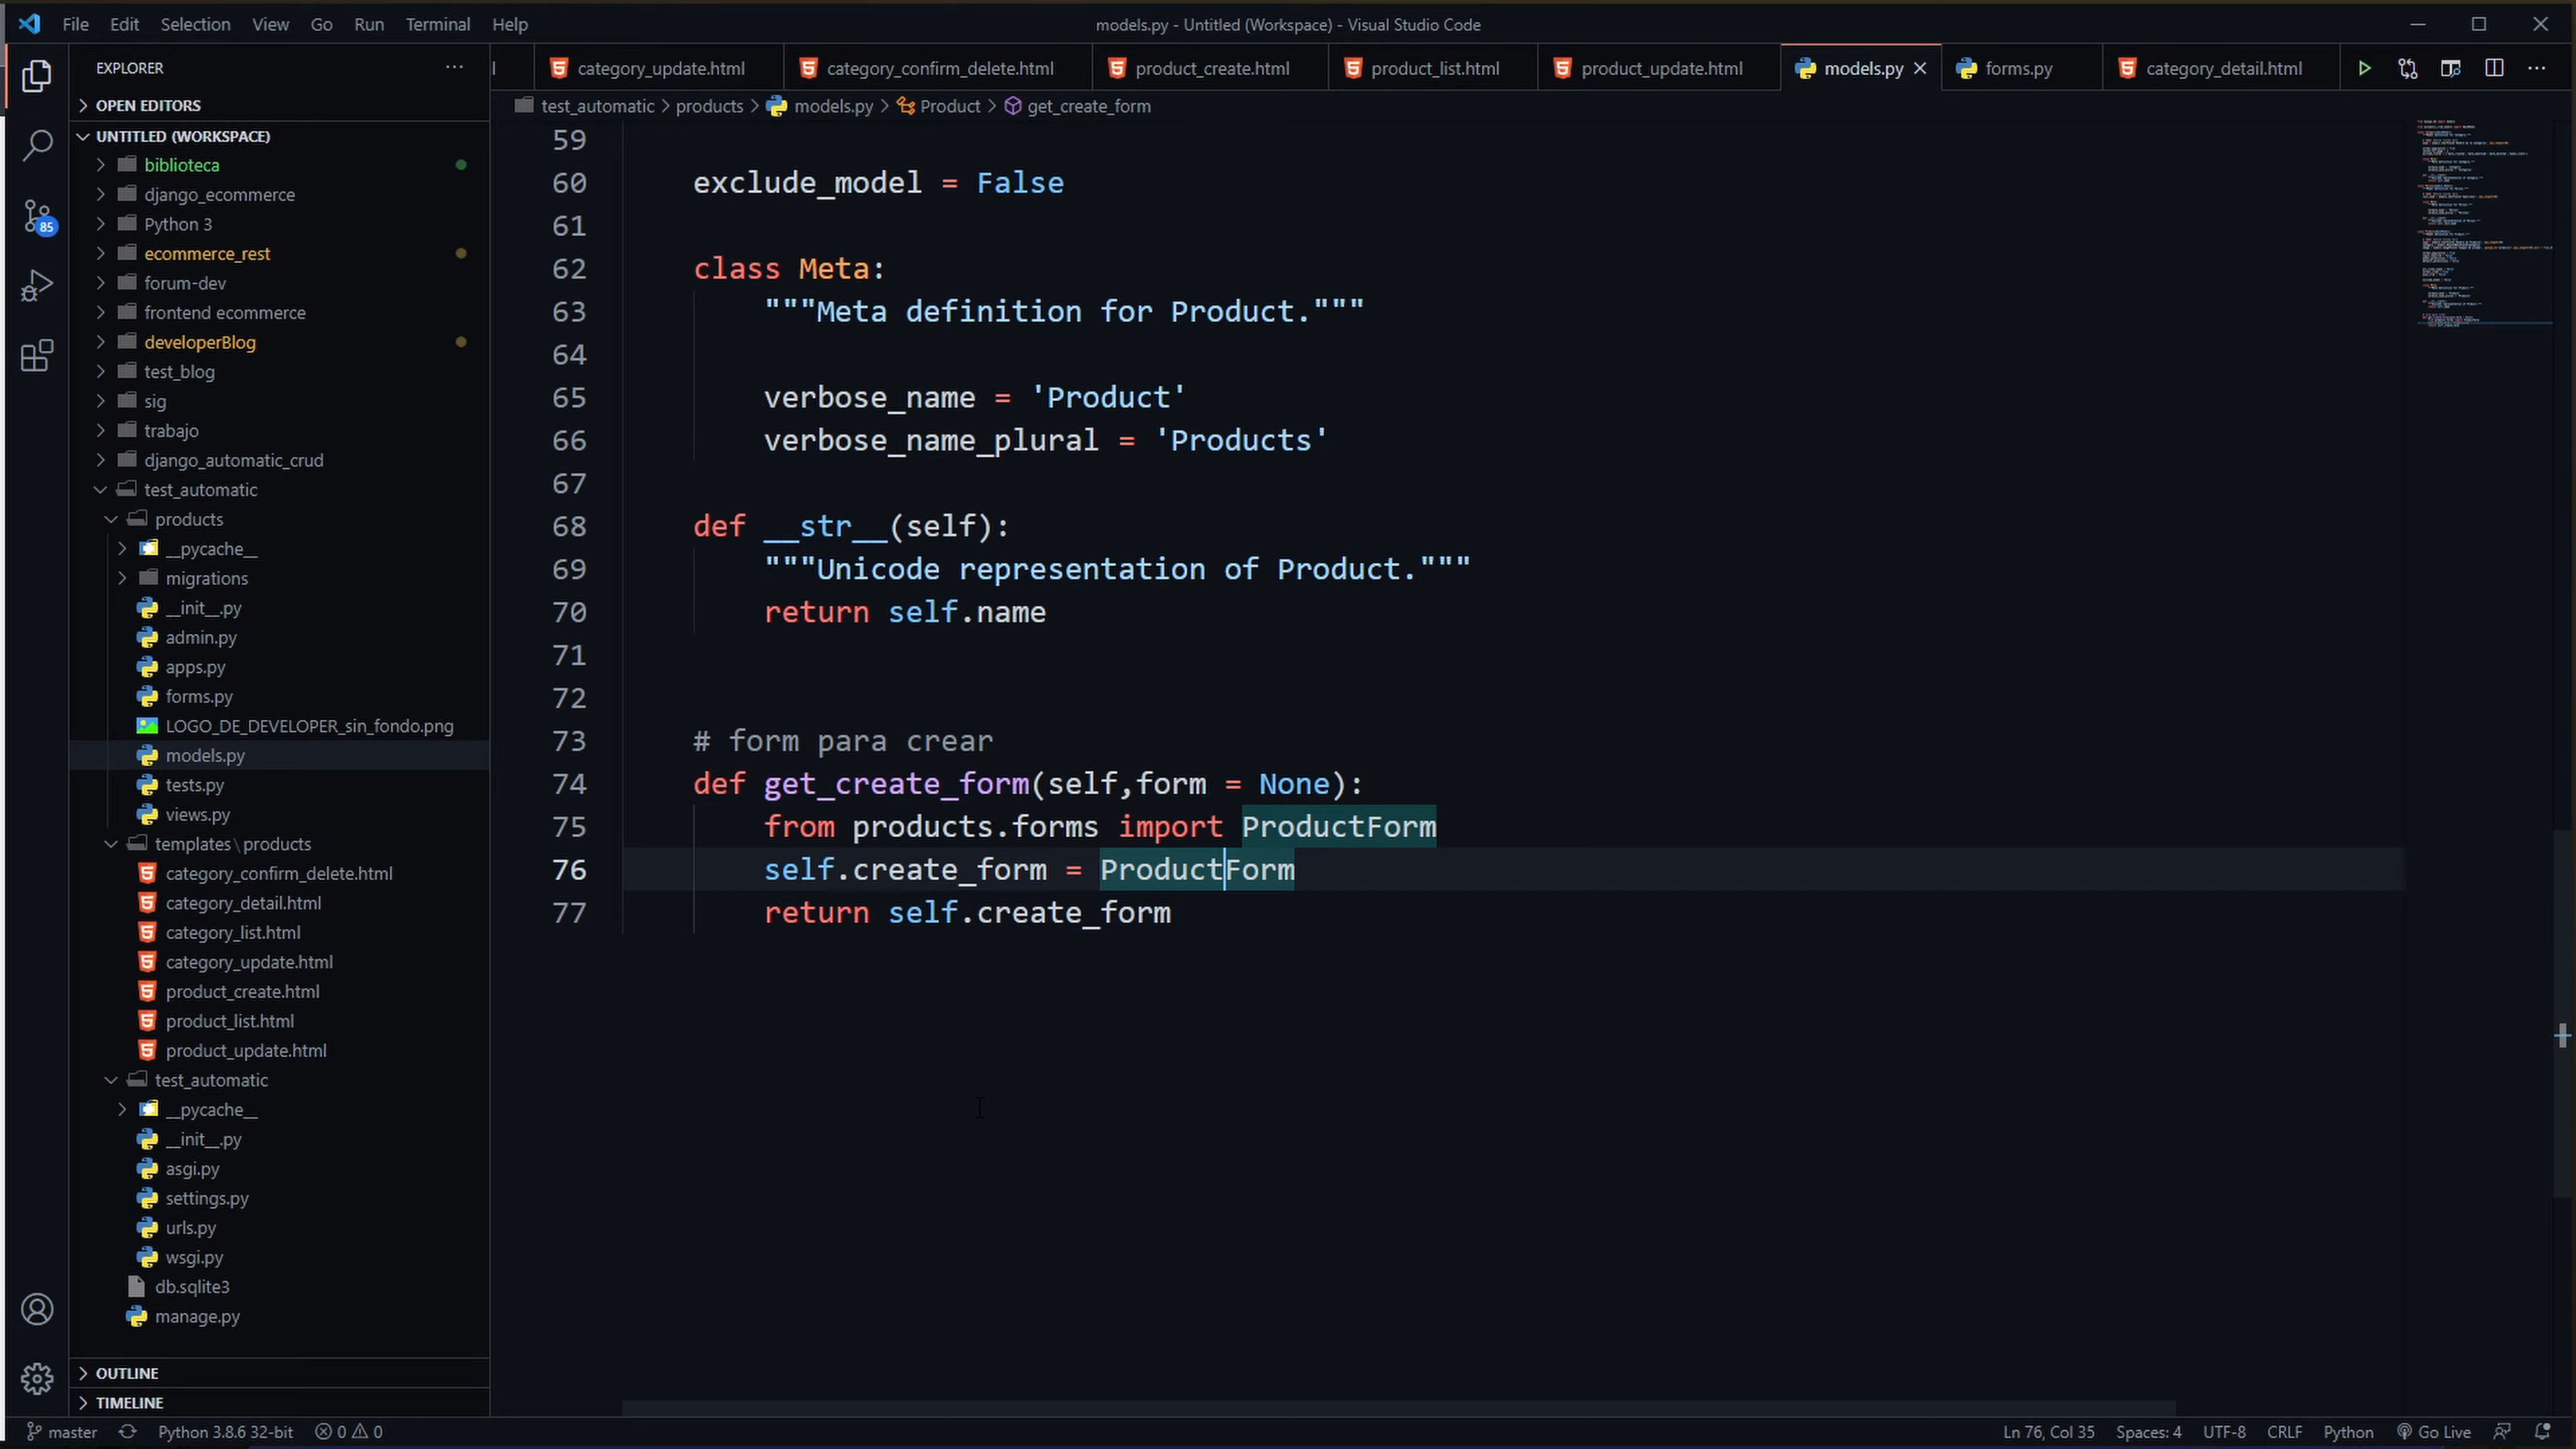 File Edit Selection View Go Run Terminal Help
models.py - Untitled (Workspace) - Visual Studio Code
EXPLORER
category_update.html
category_confirm_delete.html
product_create.html
product_list.html
product_update.html
models.py
forms.py
category_detail.html
test_automatic > products > models.py > Product > get_create_form
OPEN EDITORS
UNTITLED (WORKSPACE)
biblioteca
django_ecommerce
Python 3
ecommerce_rest
forum-dev
frontend ecommerce
developerBlog
test_blog
sig
trabajo
django_automatic_crud
test_automatic
products
__pycache__
migrations
__init__.py
admin.py
apps.py
forms.py
LOGO_DE_DEVELOPER_sin_fondo.png
models.py
tests.py
views.py
templates\products
category_confirm_delete.html
category_detail.html
category_list.html
category_update.html
product_create.html
product_list.html
product_update.html
test_automatic
__pycache__
__init__.py
asgi.py
settings.py
urls.py
wsgi.py
db.sqlite3
manage.py
OUTLINE
TIMELINE
85
59
60 exclude_model = False
61
62 class Meta:
63 """Meta definition for Product."""
64
65 verbose_name = 'Product'
66 verbose_name_plural = 'Products'
67
68 def __str__(self):
69 """Unicode representation of Product."""
70 return self.name
71
72
73 # form para crear
74 def get_create_form(self,form = None):
75 from products.forms import ProductForm
76 self.create_form = ProductForm
77 return self.create_form
master Python 3.8.6 32-bit 0 0
Ln 76, Col 35 Spaces: 4 UTF-8 CRLF Python Go Live